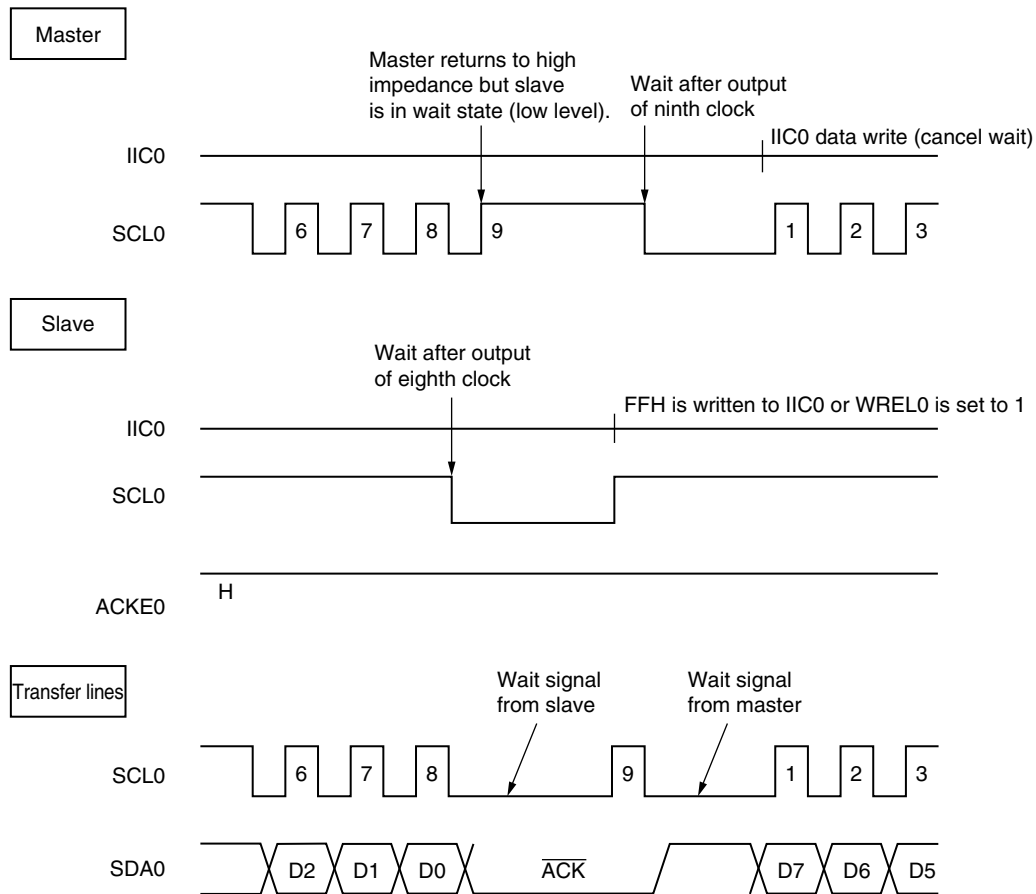 Master
Master returns to high
impedance but slave
is in wait state (low level).
Wait after output
of ninth clock
IIC0 data write (cancel wait)
IIC0
SCL0
6 7 8 9 1 2 3
Slave
Wait after output
of eighth clock
FFH is written to IIC0 or WREL0 is set to 1
IIC0
SCL0
H
ACKE0
Transfer lines
Wait signal
from slave
Wait signal
from master
SCL0
6 7 8 9 1 2 3
SDA0
D2 D1 D0 A̅C̅K̅ D7 D6 D5